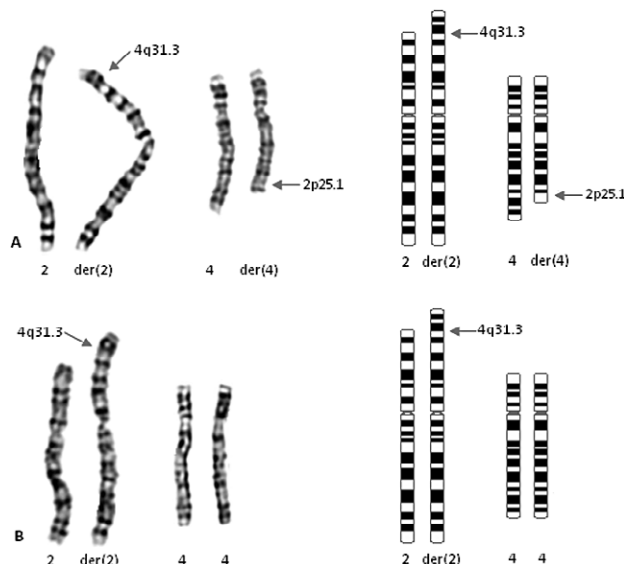 4q31.3
4q31.3
2p25.1
2p25.1
A
2 der(2) 4 der(4) 2 der(2) 4 der(4)
4q31.3
4q31.3
B
2 der(2) 4 4 2 der(2) 4 4